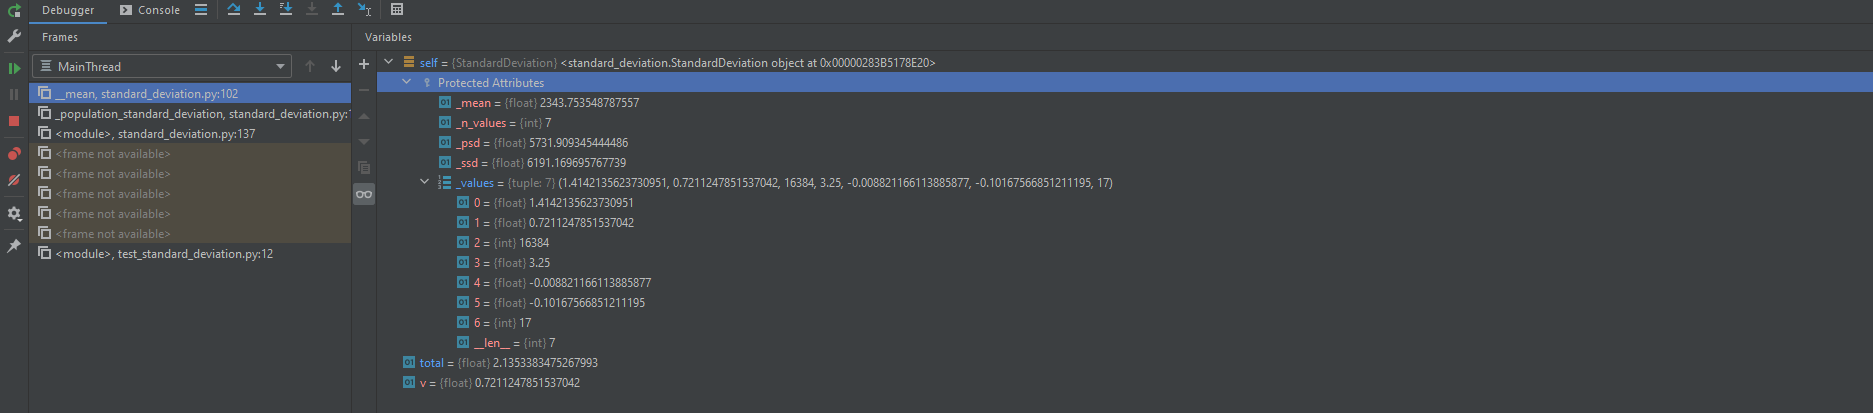 Debugger Console
Frames
Variables
MainThread
__mean, standard_deviation.py:102
_population_standard_deviation, standard_deviation.py:
<module>, standard_deviation.py:137
<frame not available>
<frame not available>
<frame not available>
<frame not available>
<frame not available>
<module>, test_standard_deviation.py:12
self = {StandardDeviation} <standard_deviation.StandardDeviation object at 0x00000283B5178E20>
Protected Attributes
01 _mean = {float} 2343.753548787557
01 _n_values = {int} 7
01 _psd = {float} 5731.909345444486
01 _ssd = {float} 6191.169695767739
_values = {tuple: 7} (1.4142135623730951, 0.7211247851537042, 16384, 3.25, -0.008821166113885877, -0.10167566851211195, 17)
01 0 = {float} 1.4142135623730951
01 1 = {float} 0.7211247851537042
01 2 = {int} 16384
01 3 = {float} 3.25
01 4 = {float} -0.008821166113885877
01 5 = {float} -0.10167566851211195
01 6 = {int} 17
01 __len__ = {int} 7
01 total = {float} 2.1353383475267993
01 v = {float} 0.7211247851537042